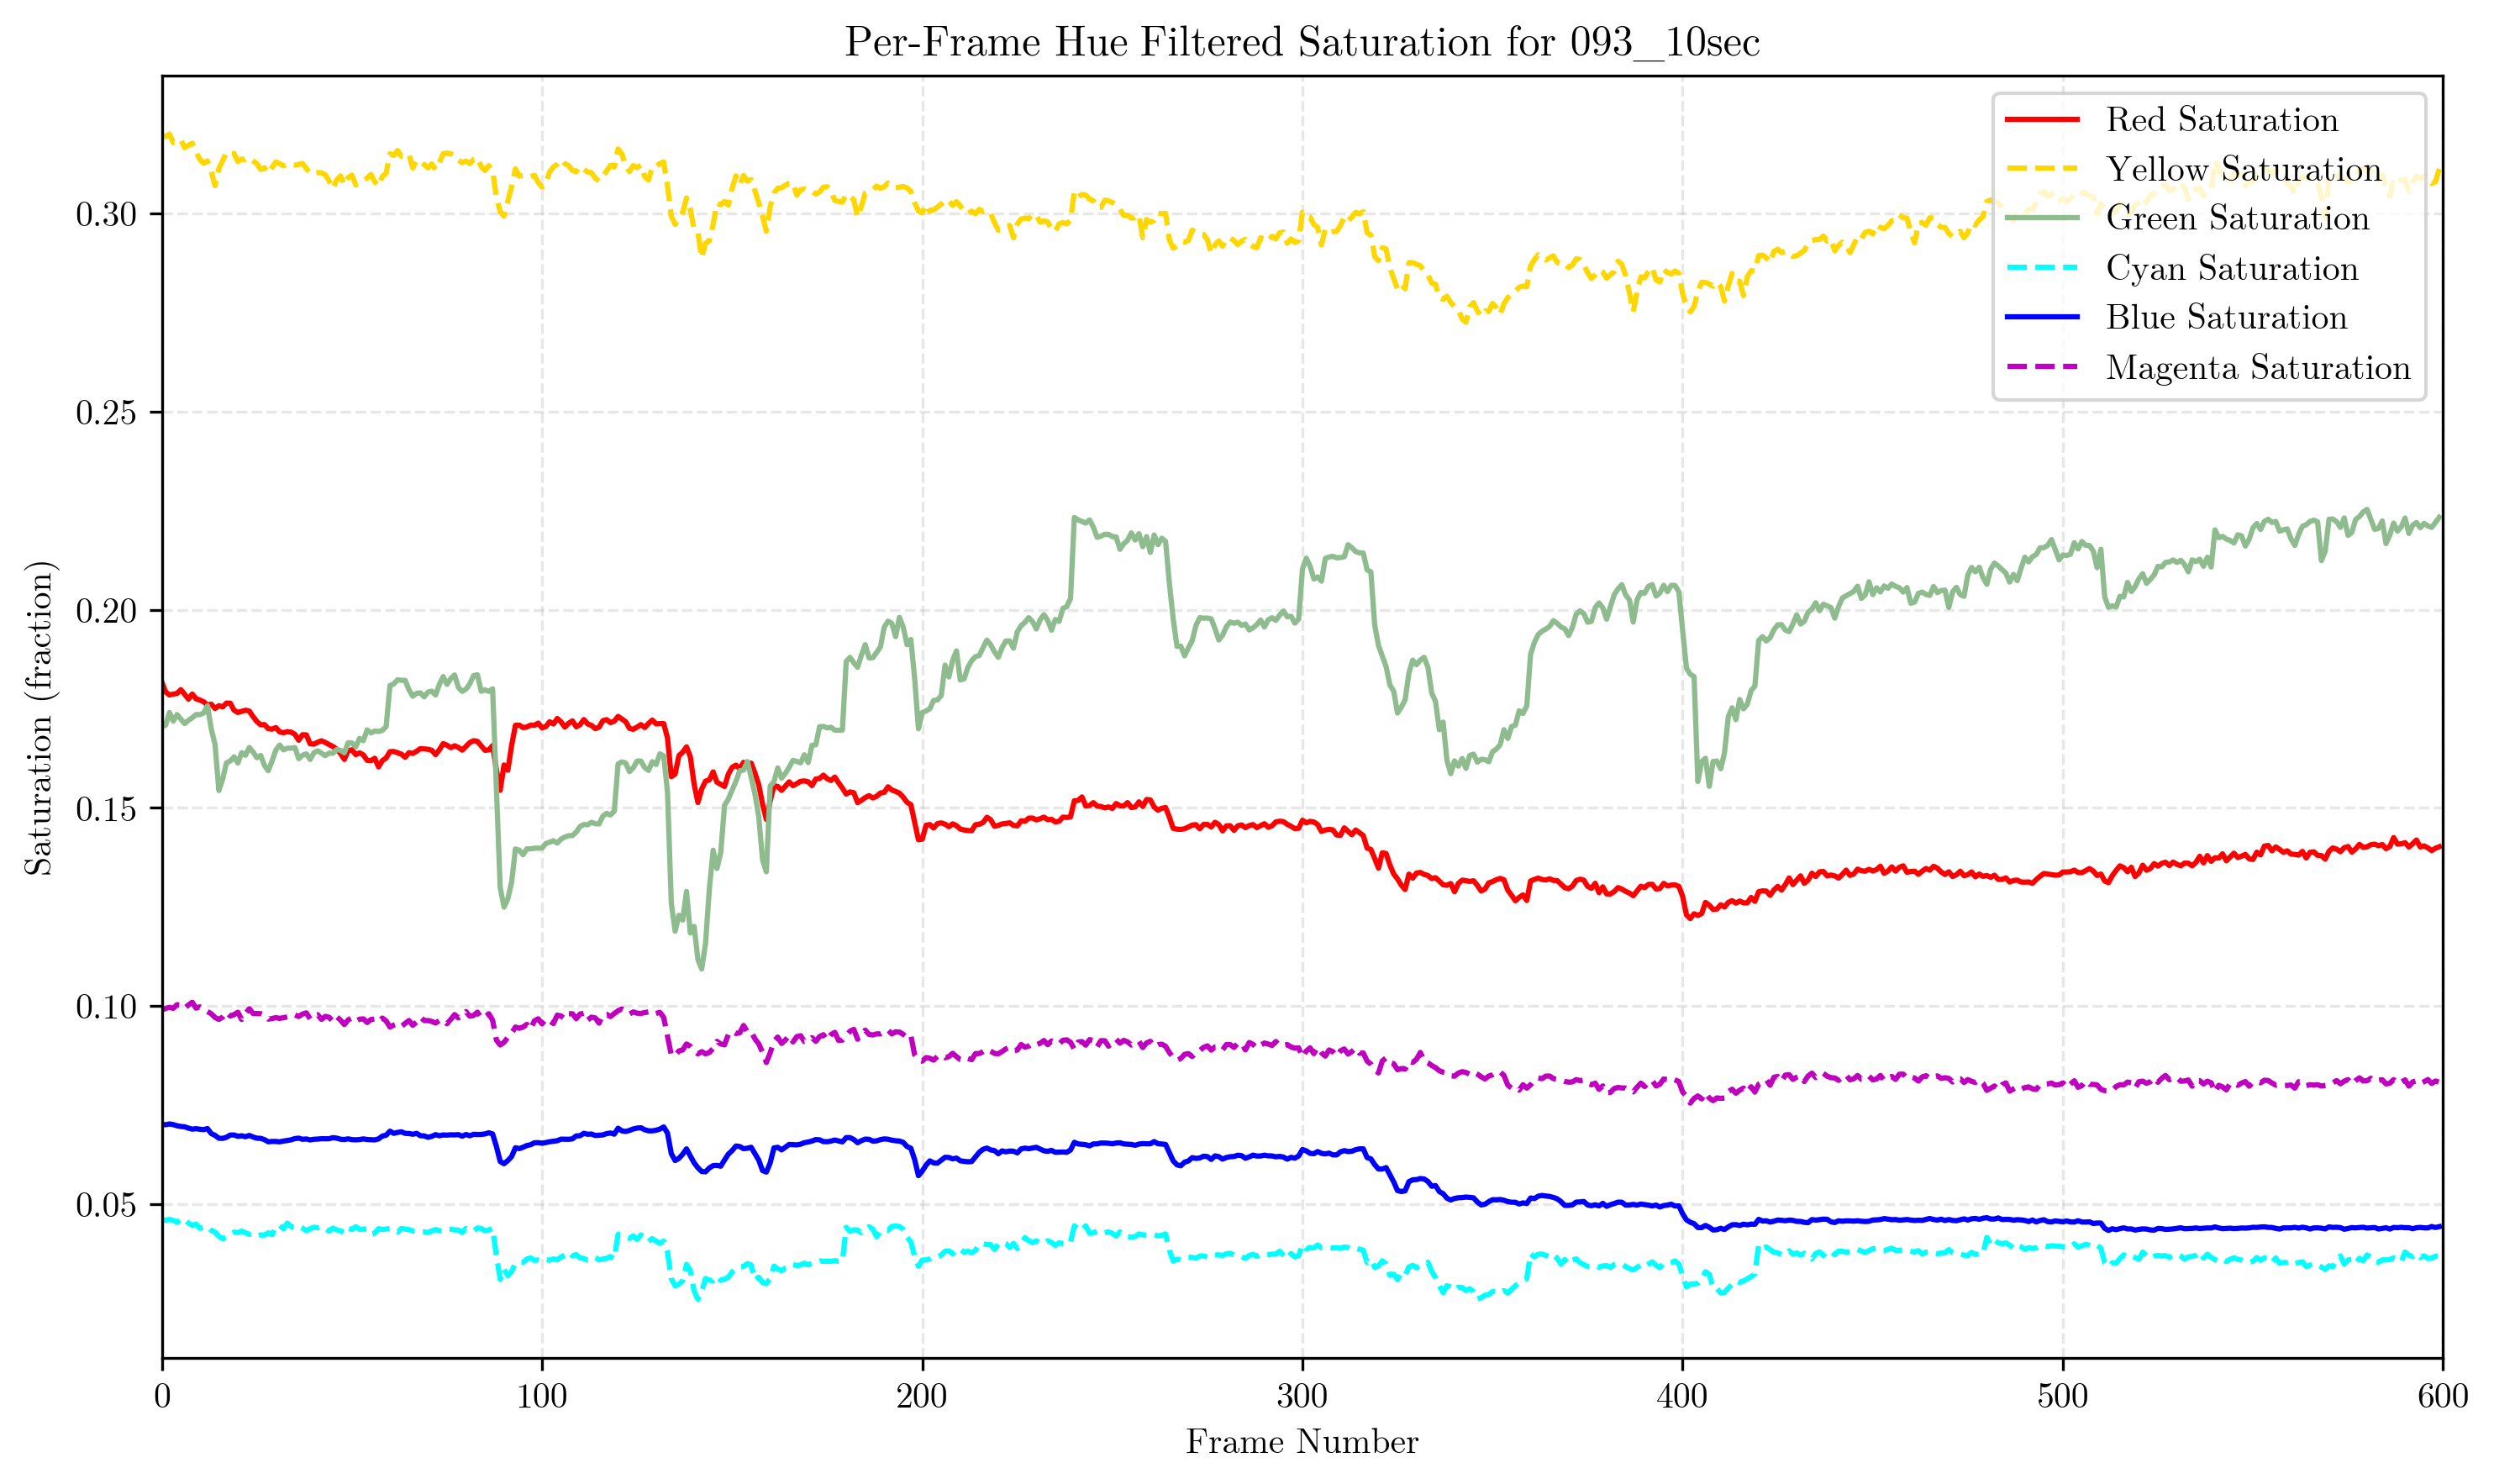 Per-Frame Hue Filtered Saturation for 093_10sec
Red Saturation
Yellow Saturation
Green Saturation
Cyan Saturation
Blue Saturation
Magenta Saturation
Saturation (fraction)
0.30
0.25
0.20
0.15
0.10
0.05
0 100 200 300 400 500 600
Frame Number